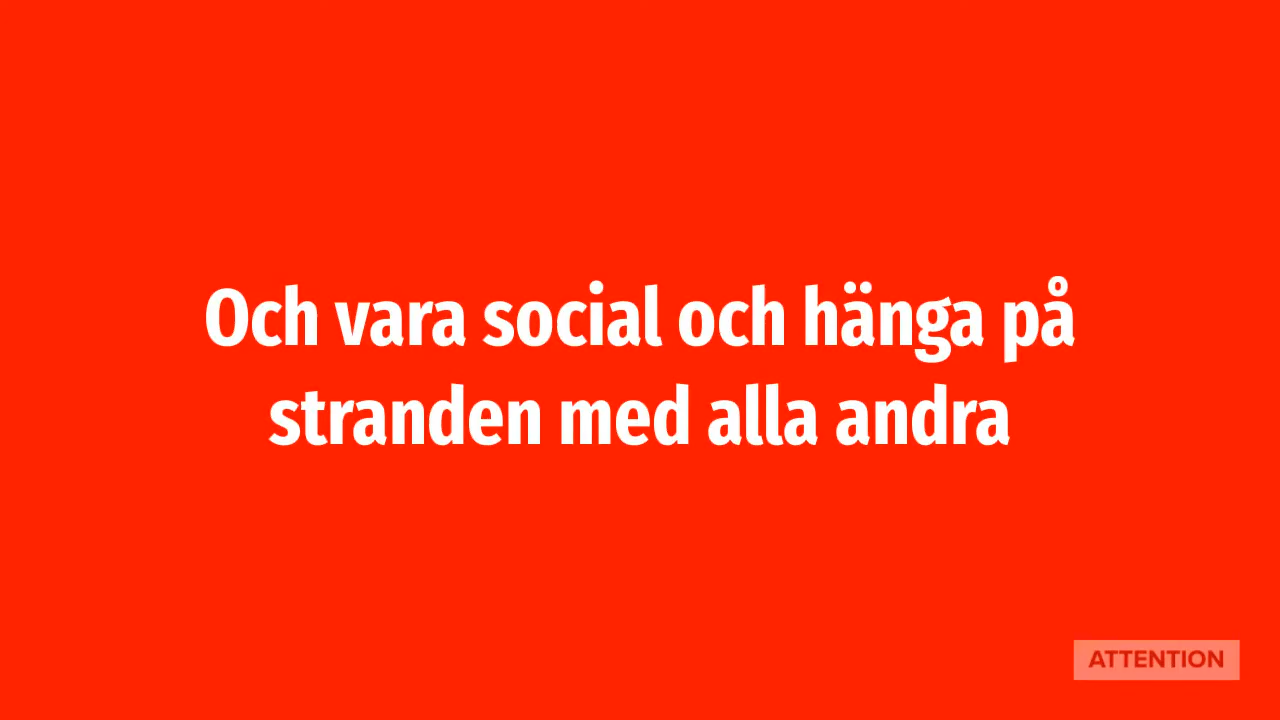 Och vara social och hänga på
stranden med alla andra
ATTENTION